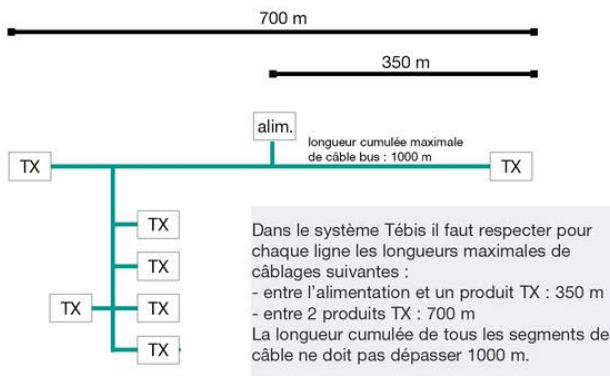 700 m
350 m
alim.
longueur cumulée maximale
de câble bus : 1000 m
TX
TX
TX
TX
TX
TX
TX
Dans le système Tébis il faut respecter pour
chaque ligne les longueurs maximales de
câblages suivantes :
- entre l'alimentation et un produit TX : 350 m
- entre 2 produits TX : 700 m
La longueur cumulée de tous les segments de
câble ne doit pas dépasser 1000 m.